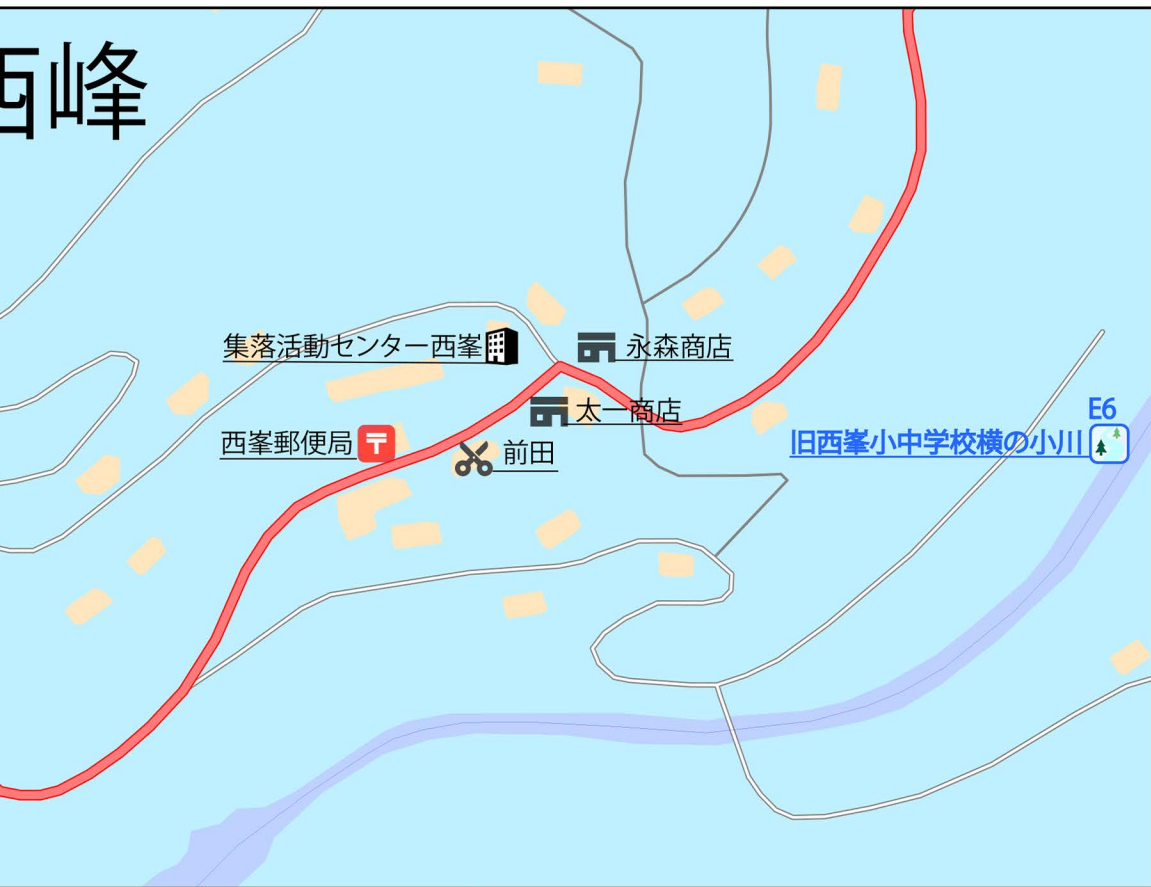 西峰
集落活動センター西峯
永森商店
太一商店
西峯郵便局
前田
E6
旧西峯小中学校横の小川